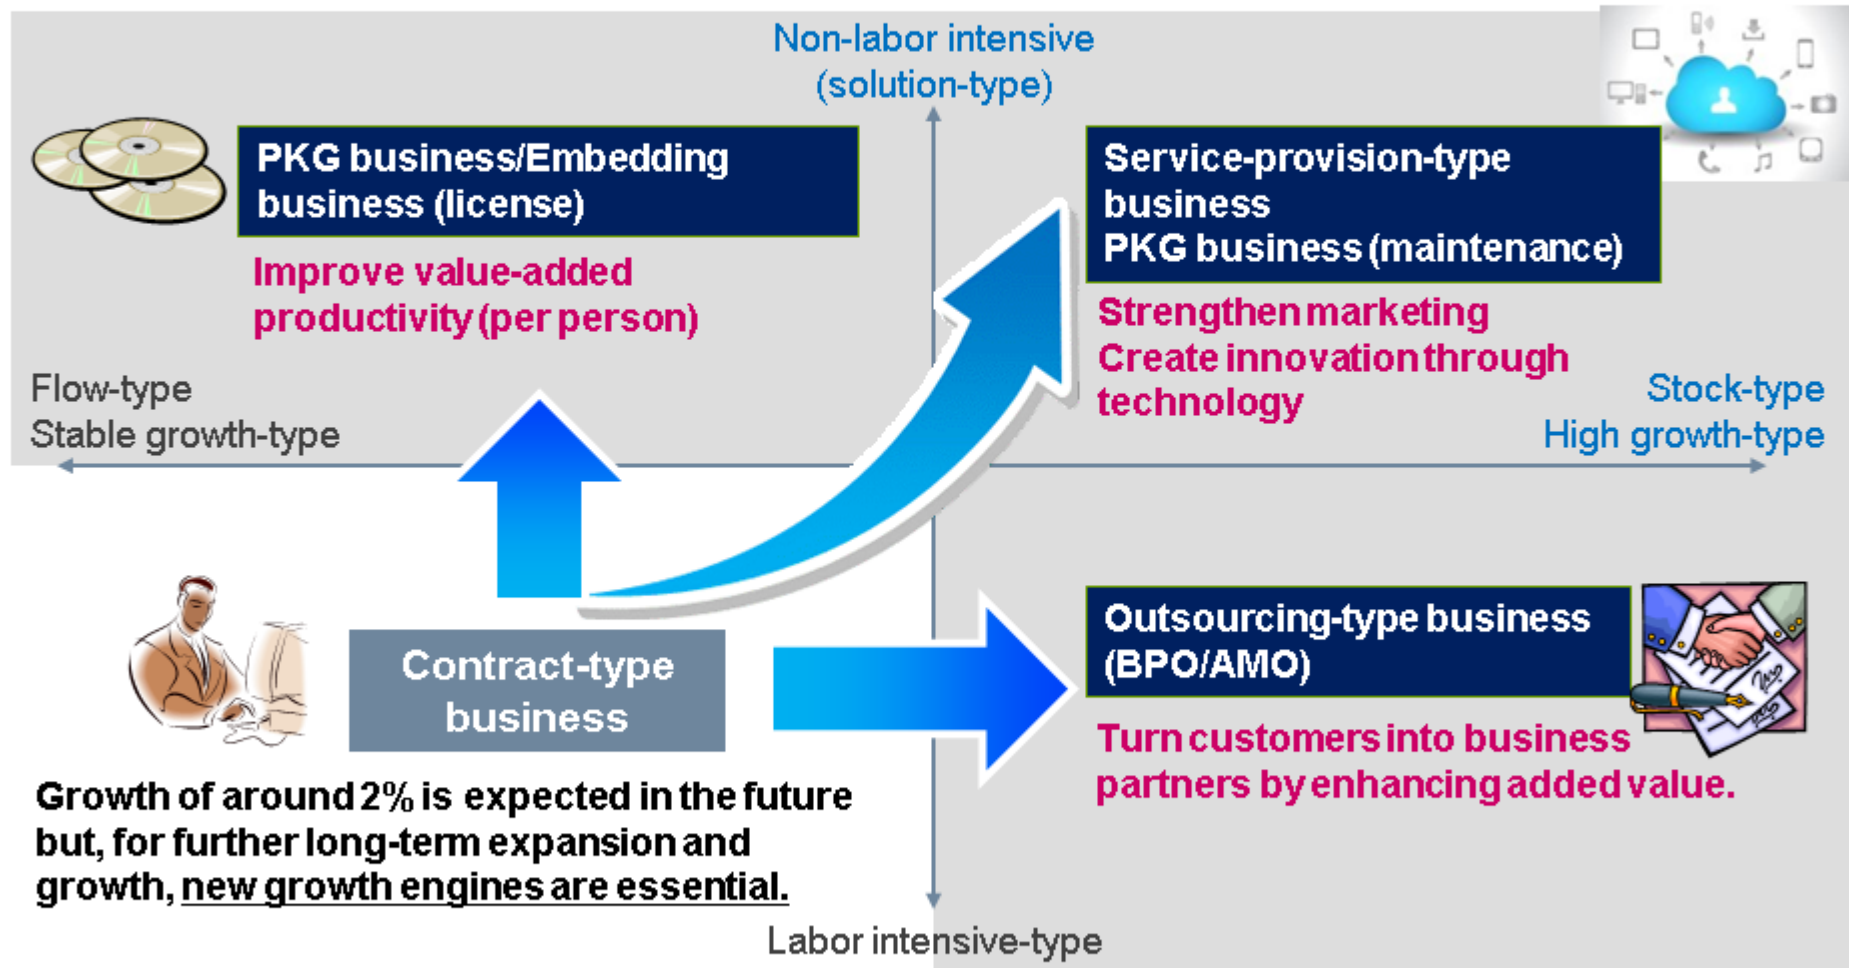 Non-labor intensive
(solution-type)
PKG business/Embedding
business (license)
Improve value-added
productivity (per person)
Service-provision-type
business
PKG business (maintenance)
Strengthen marketing
Create innovation through
technology
Flow-type
Stable growth-type
Stock-type
High growth-type
Contract-type
business
Growth of around 2% is expected in the future
but, for further long-term expansion and
growth, new growth engines are essential.
Outsourcing-type business
(BPO/AMO)
Turn customers into business
partners by enhancing added value.
Labor intensive-type